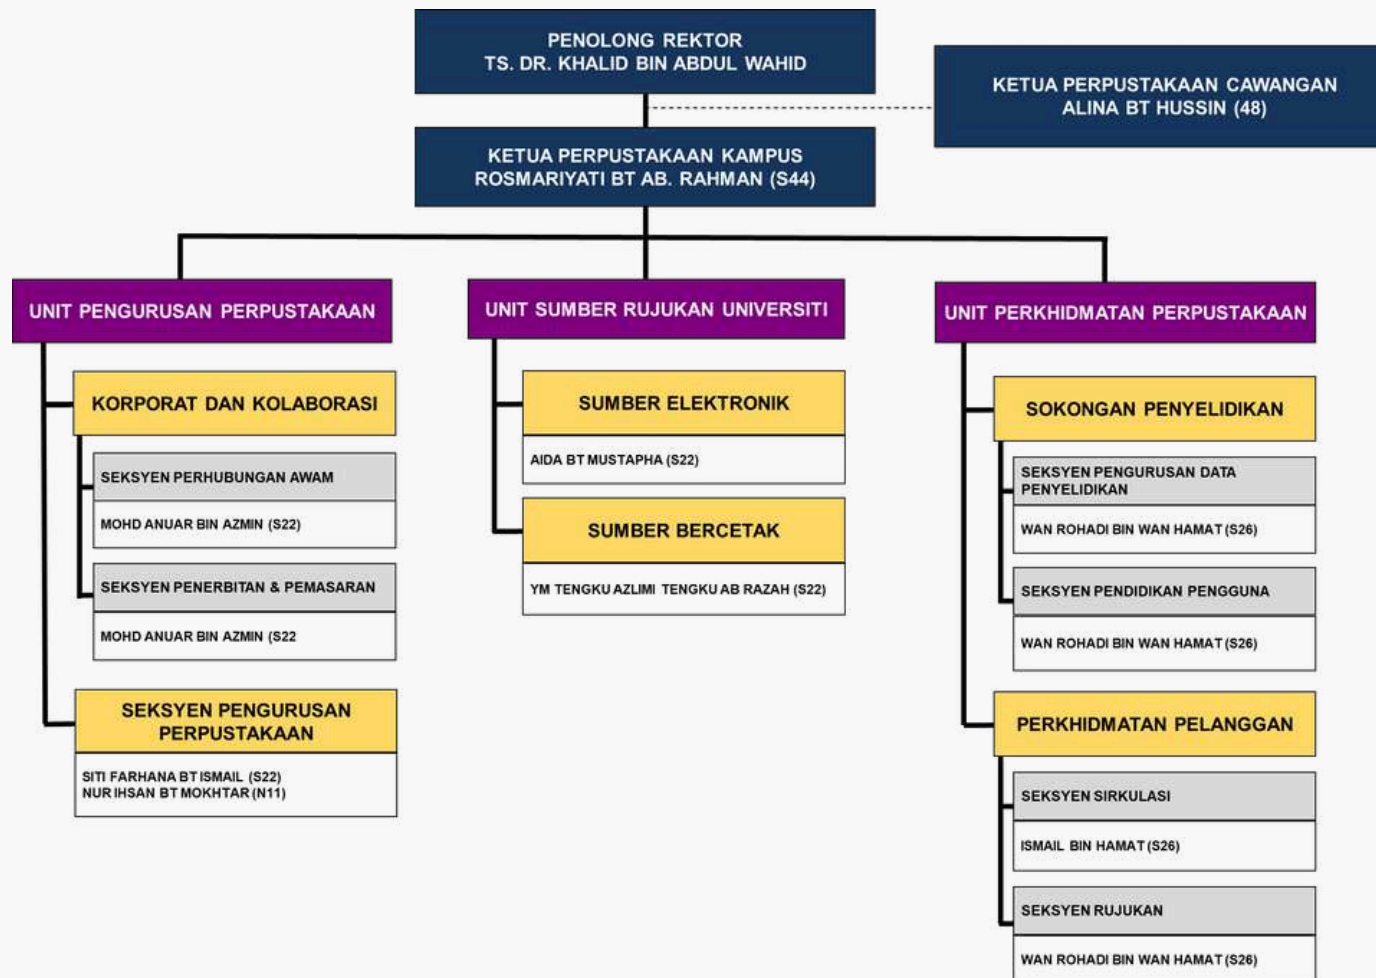 PENOLONG REKTOR
TS. DR. KHALID BIN ABDUL WAHID
KETUA PERPUSTAKAAN CAWANGAN
ALINA BT HUSSIN (48)
KETUA PERPUSTAKAAN KAMPUS
ROSMARIYATI BT AB. RAHMAN (S44)
UNIT PENGURUSAN PERPUSTAKAAN
KORPORAT DAN KOLABORASI
SEKSYEN PERHUBUNGAN AWAM
MOHD ANUAR BIN AZMIN (S22)
SEKSYEN PENERBITAN & PEMASARAN
MOHD ANUAR BIN AZMIN (S22
SEKSYEN PENGURUSAN
PERPUSTAKAAN
SITI FARHANA BT ISMAIL (S22)
NUR IHSAN BT MOKHTAR (N11)
UNIT SUMBER RUJUKAN UNIVERSITI
SUMBER ELEKTRONIK
AIDA BT MUSTAPHA (S22)
SUMBER BERCETAK
YM TENGKU AZLIMI TENGKU AB RAZAH (S22)
UNIT PERKHIDMATAN PERPUSTAKAAN
SOKONGAN PENYELIDIKAN
SEKSYEN PENGURUSAN DATA
PENYELIDIKAN
WAN ROHADI BIN WAN HAMAT (S26)
SEKSYEN PENDIDIKAN PENGGUNA
WAN ROHADI BIN WAN HAMAT (S26)
PERKHIDMATAN PELANGGAN
SEKSYEN SIRKULASI
ISMAIL BIN HAMAT (S26)
SEKSYEN RUJUKAN
WAN ROHADI BIN WAN HAMAT (S26)